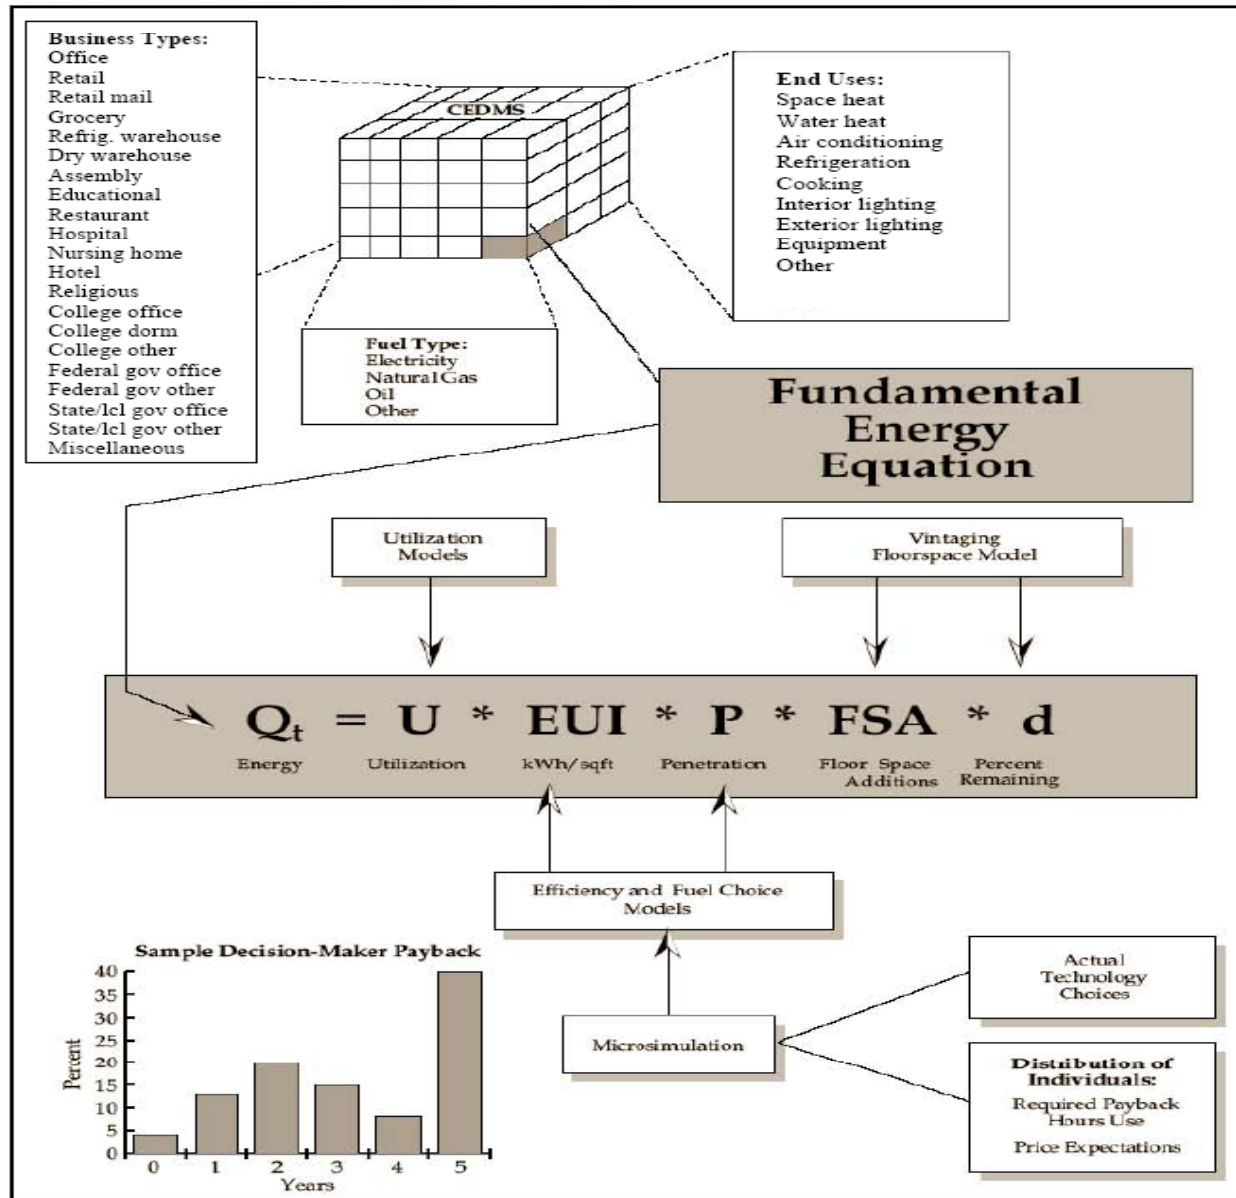 Business Types:
Office
Retail
Retail mail
Grocery
Refrig. warehouse
Dry warehouse
Assembly
Educational
Restaurant
Hospital
Nursing home
Hotel
Religious
College office
College dorm
College other
Federal gov office
Federal gov other
State/lcl gov office
State/lcl gov other
Miscellaneous
CEDMS
End Uses:
Space heat
Water heat
Air conditioning
Refrigeration
Cooking
Interior lighting
Exterior lighting
Equipment
Other
Fuel Type:
Electricity
Natural Gas
Oil
Other
Fundamental
Energy
Equation
Utilization
Models
Vintaging
Floorspace Model
Qt = U * EUI * P * FSA * d
Energy Utilization kWh/sqft Penetration Floor Space Percent
Additions Remaining
Efficiency and Fuel Choice
Models
Sample Decision-Maker Payback
40
35
30
25
20
15
10
5
0
Percent
0 1 2 3 4 5
Years
Microsimulation
Actual
Technology
Choices
Distribution of
Individuals:
Required Payback
Hours Use
Price Expectations